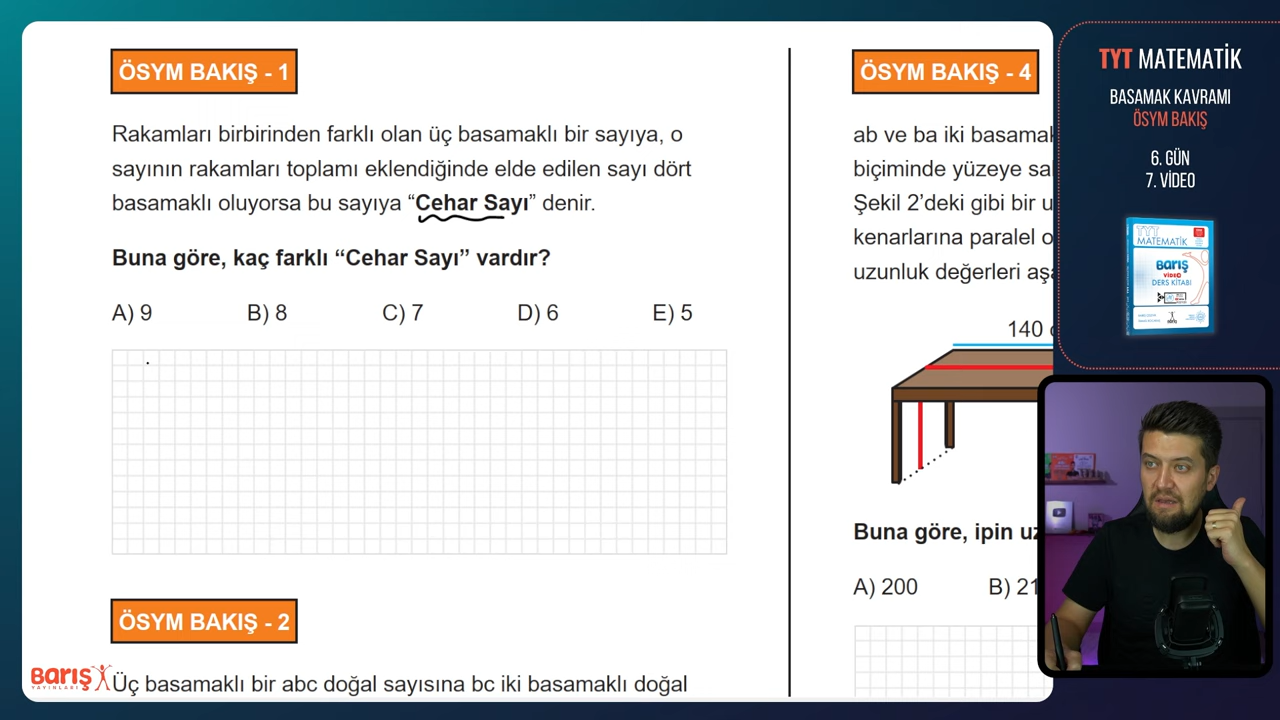 ÖSYM BAKIŞ - 1
Rakamları birbirinden farklı olan üç basamaklı bir sayıya, o
sayının rakamları toplamı eklendiğinde elde edilen sayı dört
basamaklı oluyorsa bu sayıya “Cehar Sayı” denir.
Buna göre, kaç farklı “Cehar Sayı” vardır?
A) 9 B) 8 C) 7 D) 6 E) 5
ÖSYM BAKIŞ - 2
Üç basamaklı bir abc doğal sayısına bc iki basamaklı doğal
BARIŞ
YAYINLARI
ÖSYM BAKIŞ - 4
ab ve ba iki basamal
biçiminde yüzeye sa
Şekil 2’deki gibi bir u
kenarlarına paralel o
uzunluk değerleri aşa
140
Buna göre, ipin uz
A) 200 B) 21
TYT MATEMATİK
BASAMAK KAVRAMI
ÖSYM BAKIŞ
6. GÜN
7. VİDEO
TYT
MATEMATİK
BARIŞ
VİDEO
DERS KİTABI